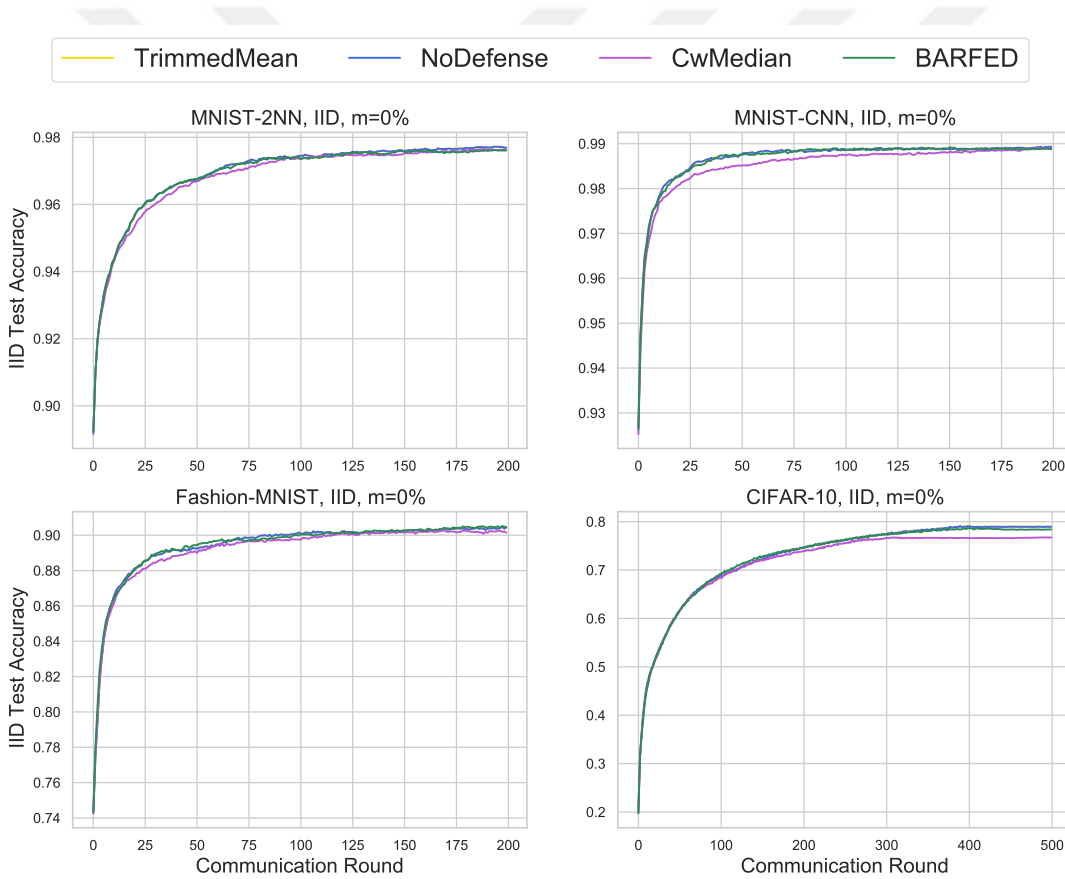 TrimmedMean NoDefense CwMedian BARFED
MNIST-2NN, IID, m=0%
0.98
0.96
0.94
0.92
0.90
IID Test Accuracy
0 25 50 75 100 125 150 175 200
MNIST-CNN, IID, m=0%
0.99
0.98
0.97
0.96
0.95
0.94
0.93
0 25 50 75 100 125 150 175 200
Fashion-MNIST, IID, m=0%
0.90
0.88
0.86
0.84
0.82
0.80
0.78
0.76
0.74
IID Test Accuracy
0 25 50 75 100 125 150 175 200
Communication Round
CIFAR-10, IID, m=0%
0.8
0.7
0.6
0.5
0.4
0.3
0.2
0 100 200 300 400 500
Communication Round